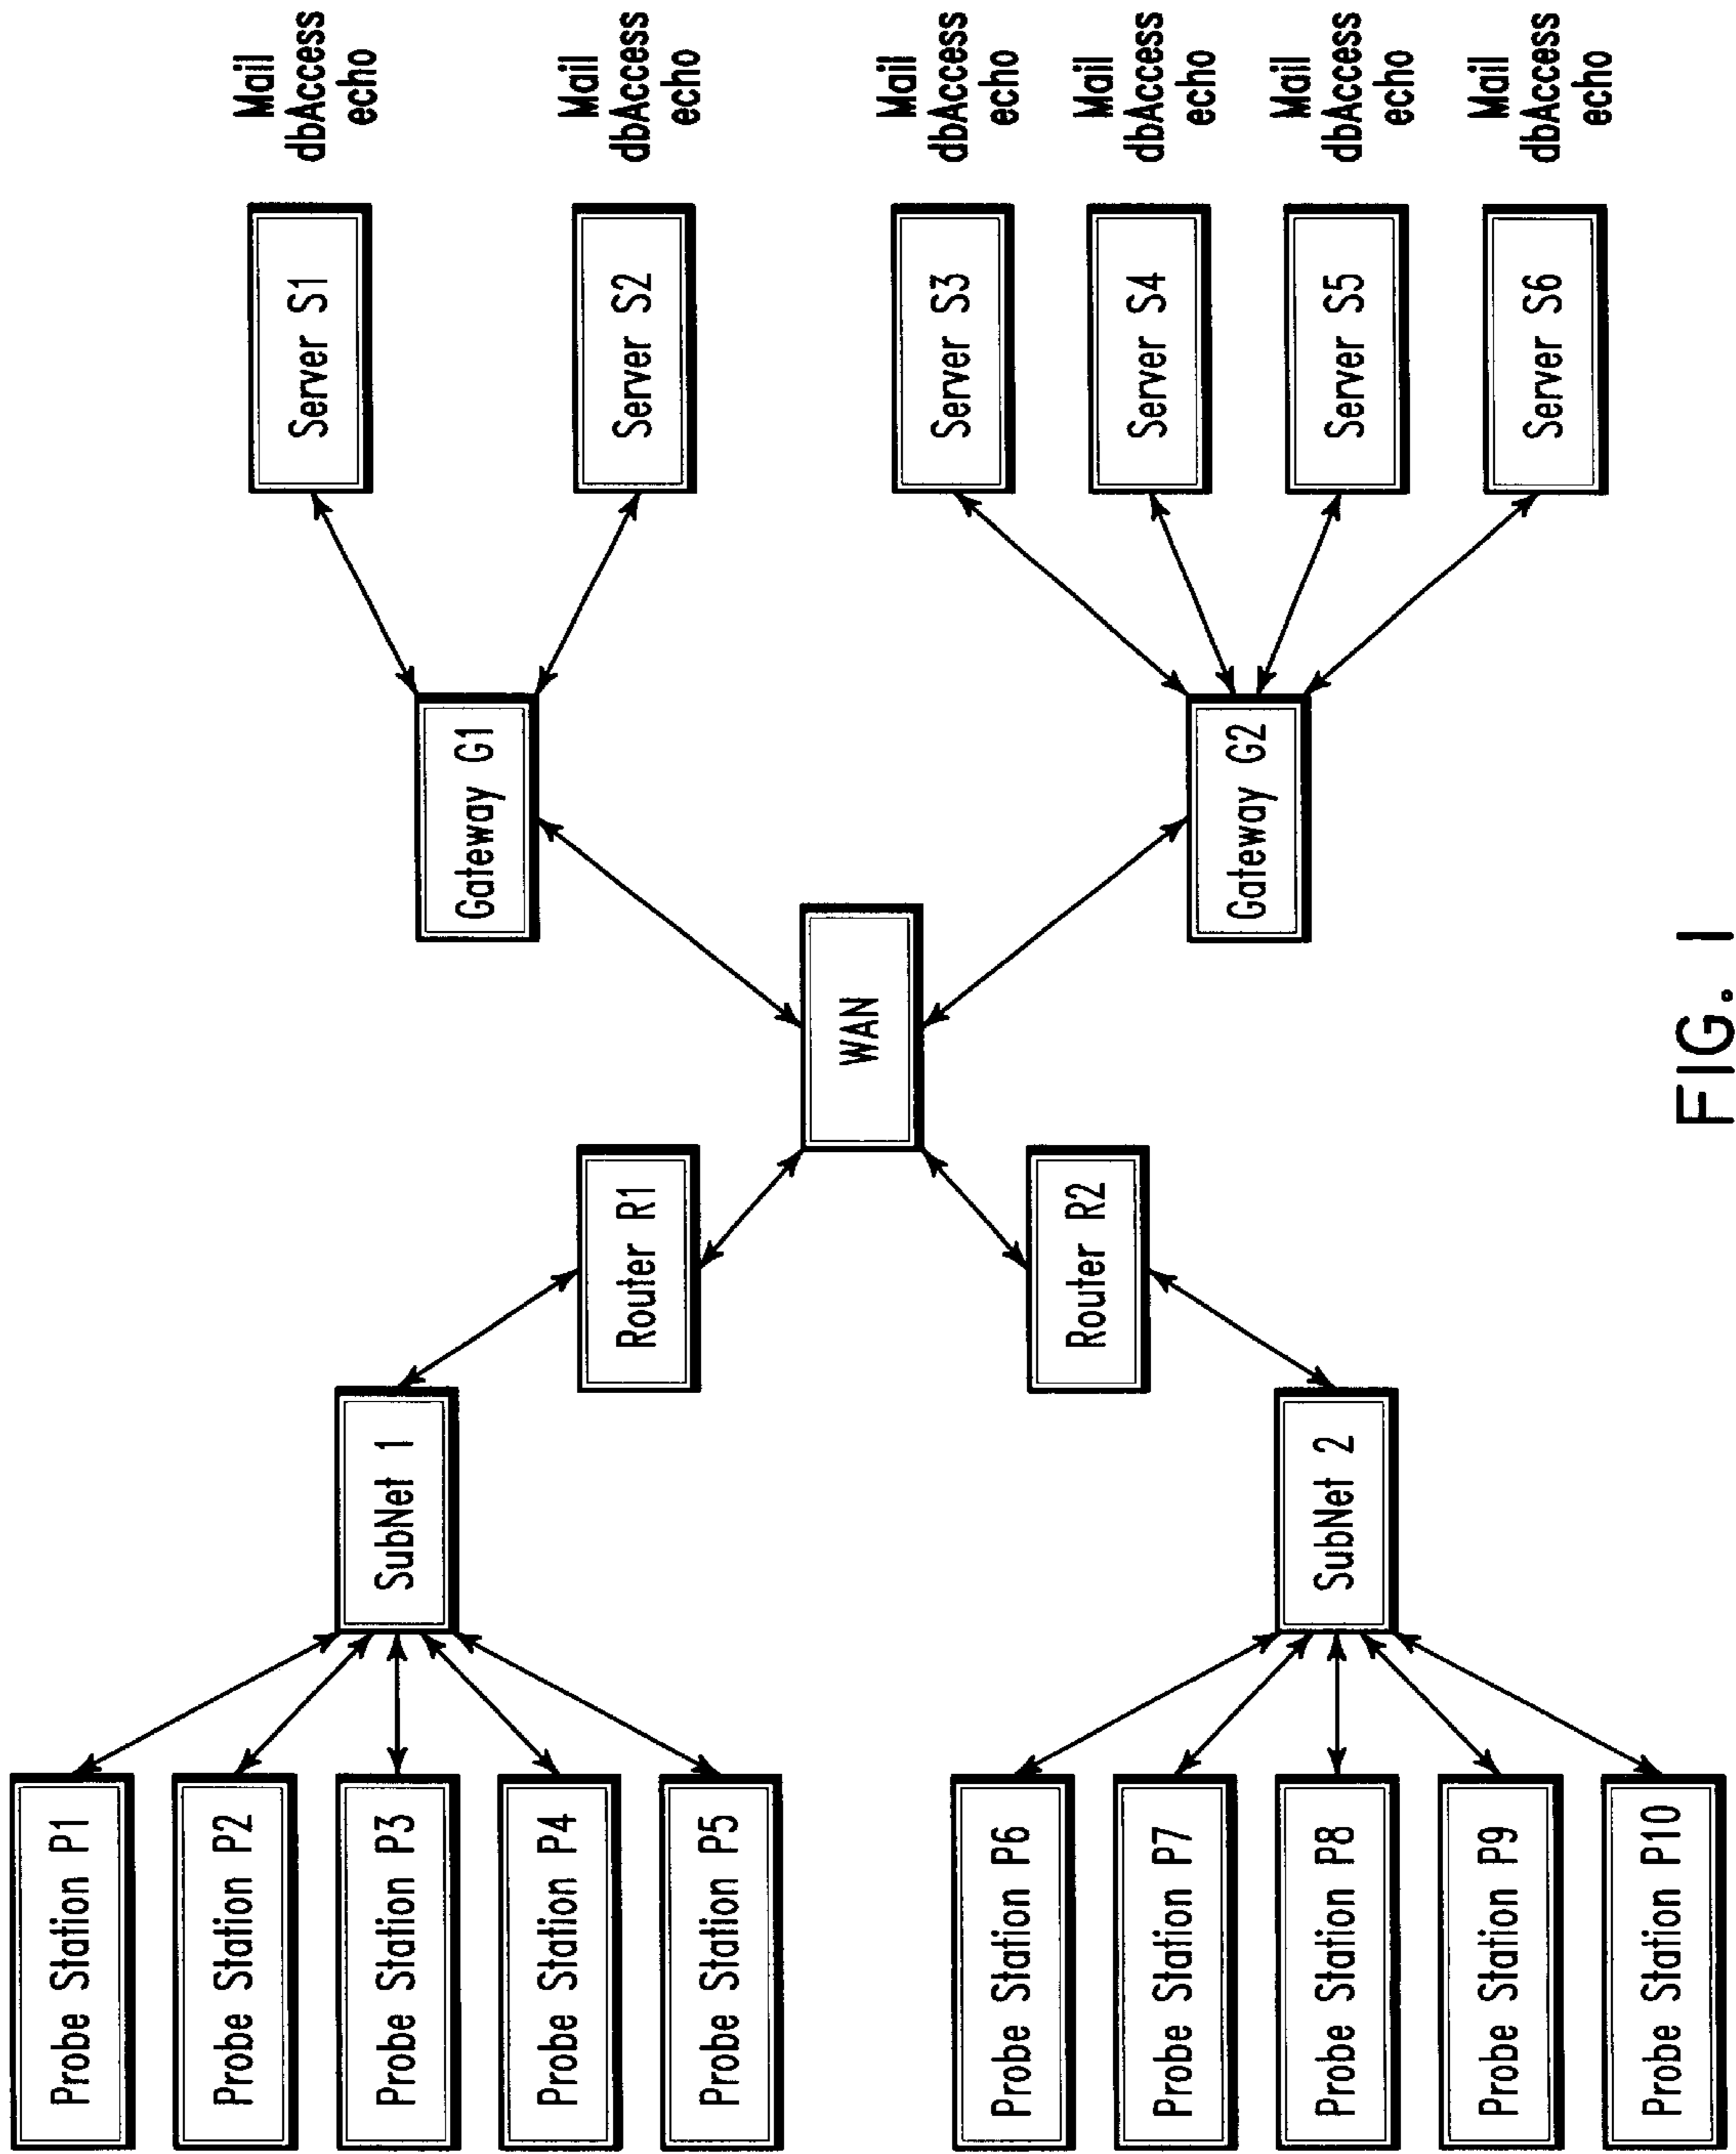 Probe Station P1
Probe Station P2
Probe Station P3
Probe Station P4
Probe Station P5
Probe Station P6
Probe Station P7
Probe Station P8
Probe Station P9
Probe Station P10
SubNet 1
SubNet 2
Router R1
Router R2
WAN
Gateway G1
Gateway G2
Server S1
Server S2
Server S3
Server S4
Server S5
Server S6
Mail
dbAccess
echo
Mail
dbAccess
echo
Mail
dbAccess
echo
Mail
dbAccess
echo
Mail
dbAccess
echo
Mail
dbAccess
echo
FIG. 1